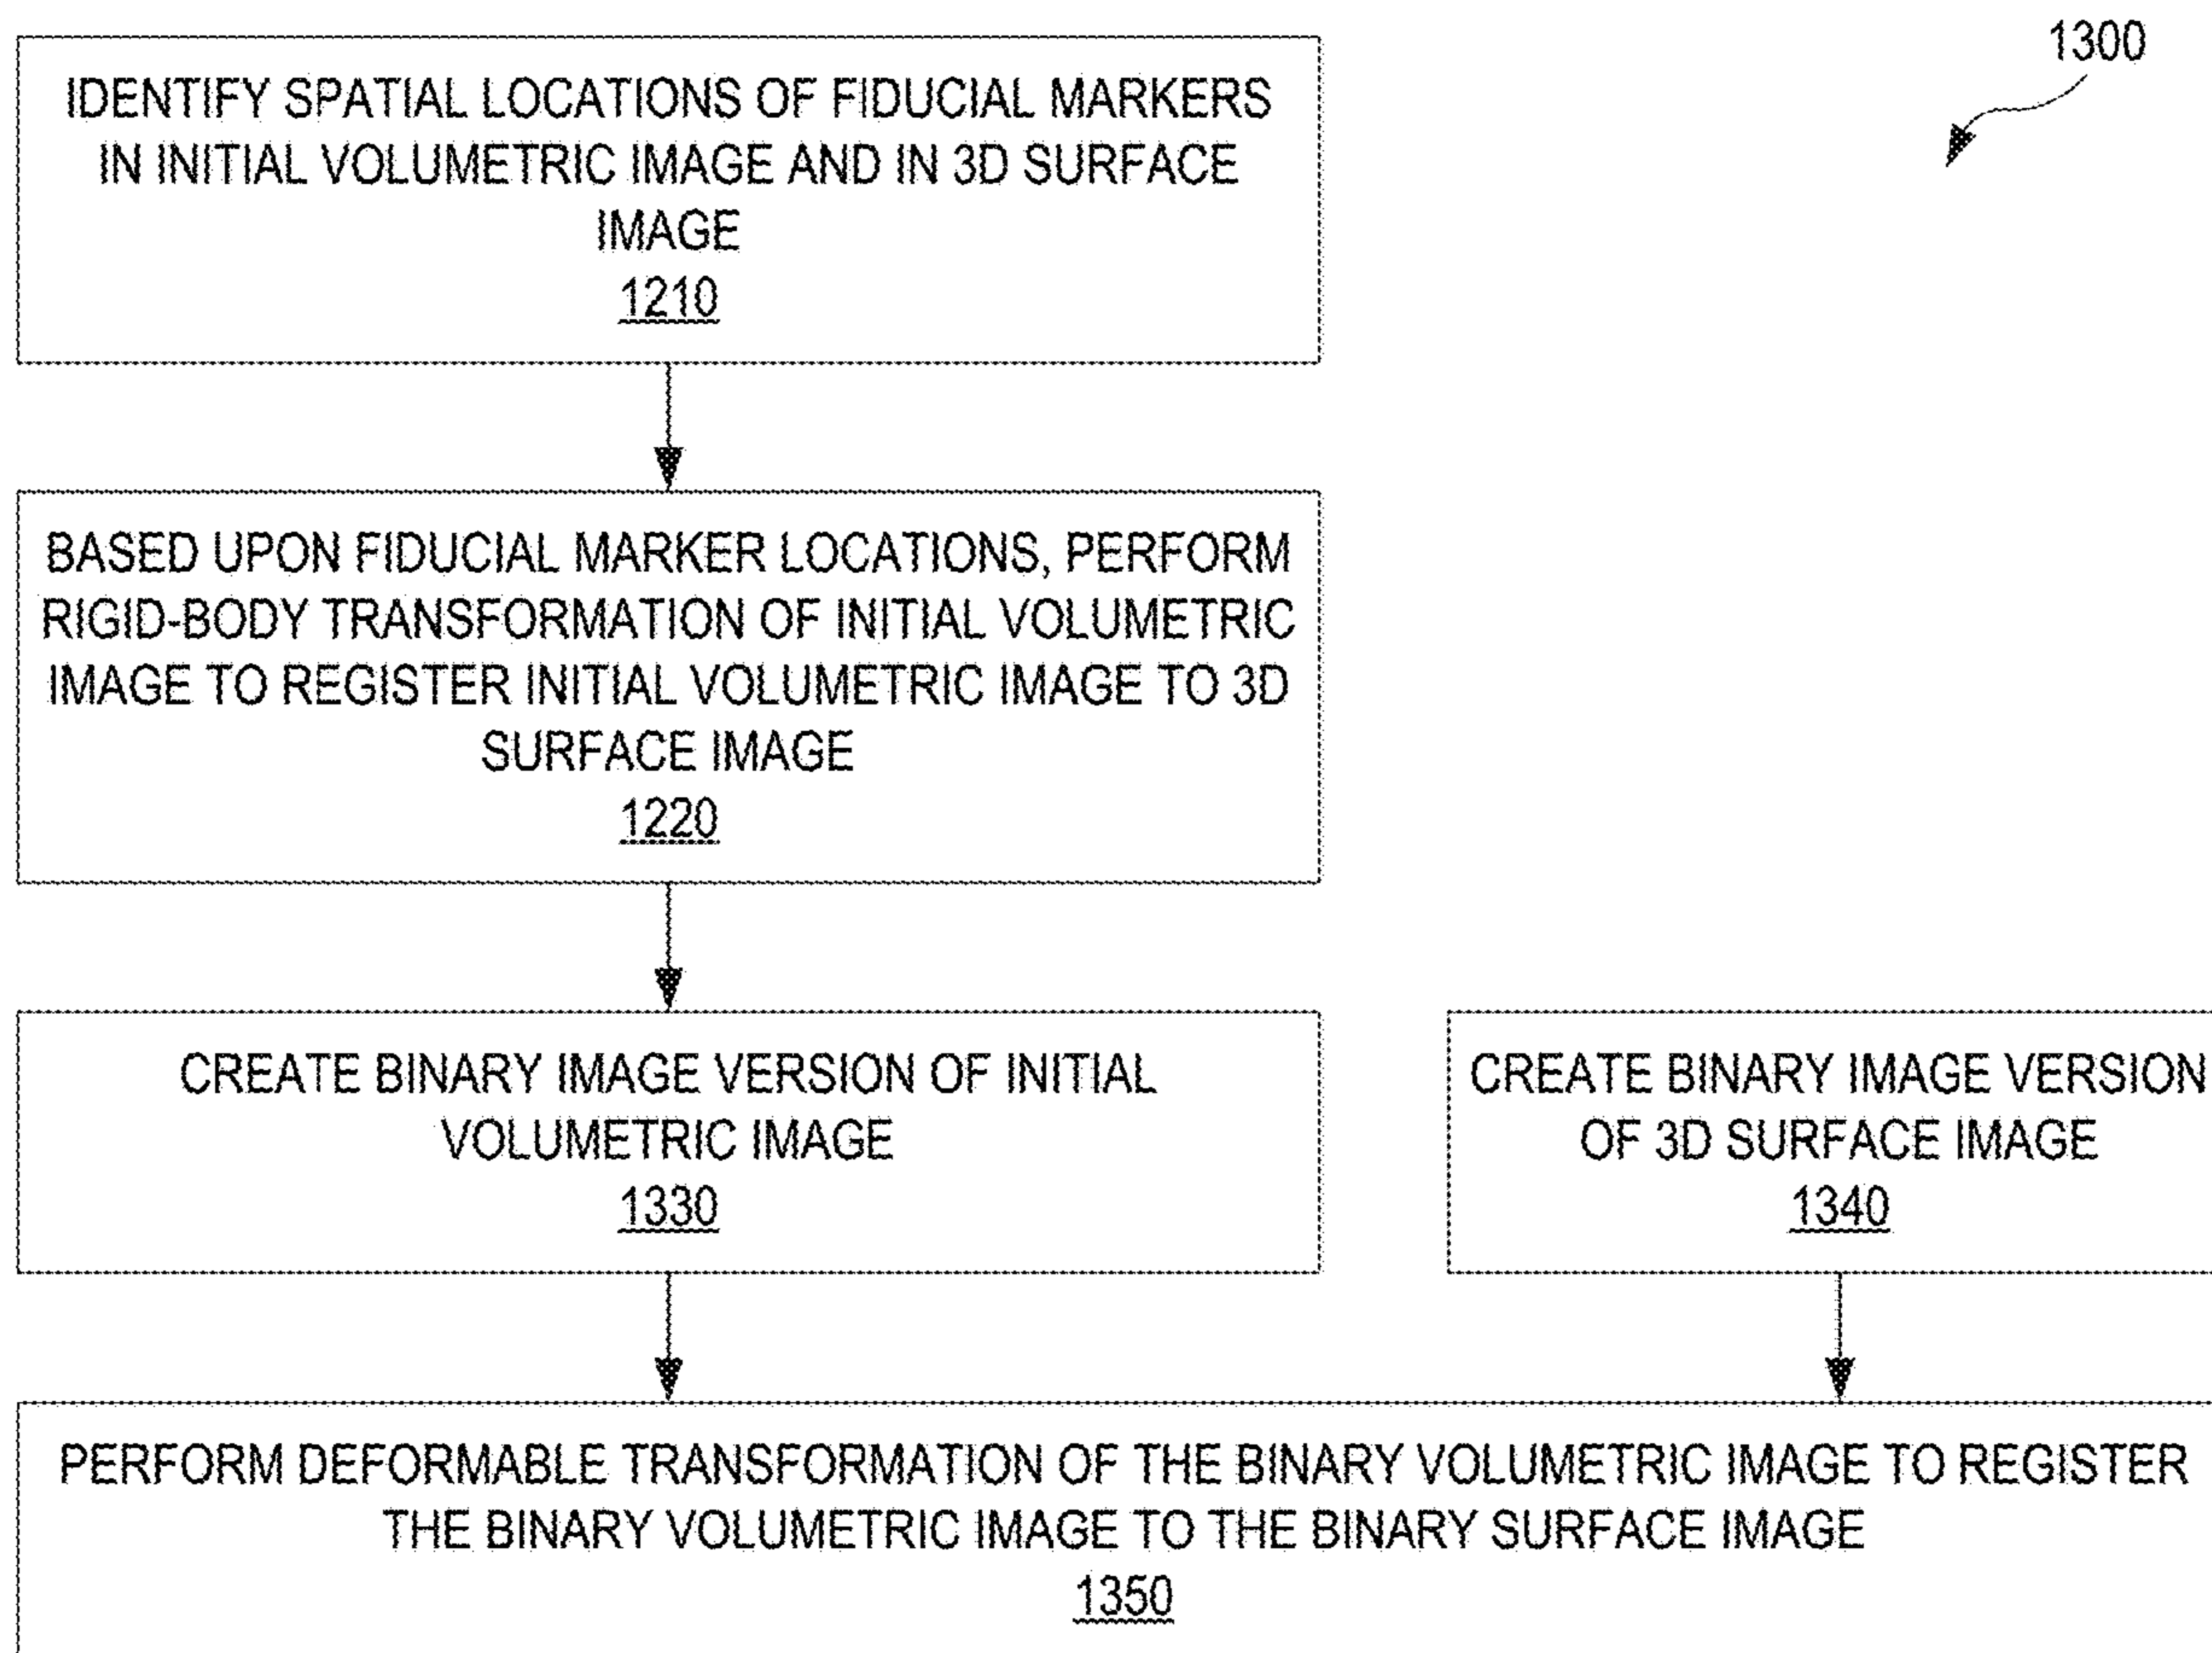 1300
IDENTIFY SPATIAL LOCATIONS OF FIDUCIAL MARKERS
IN INITIAL VOLUMETRIC IMAGE AND IN 3D SURFACE
IMAGE
1210
BASED UPON FIDUCIAL MARKER LOCATIONS, PERFORM
RIGID-BODY TRANSFORMATION OF INITIAL VOLUMETRIC
IMAGE TO REGISTER INITIAL VOLUMETRIC IMAGE TO 3D
SURFACE IMAGE
1220
CREATE BINARY IMAGE VERSION OF INITIAL
VOLUMETRIC IMAGE
1330
CREATE BINARY IMAGE VERSION
OF 3D SURFACE IMAGE
1340
PERFORM DEFORMABLE TRANSFORMATION OF THE BINARY VOLUMETRIC IMAGE TO REGISTER
THE BINARY VOLUMETRIC IMAGE TO THE BINARY SURFACE IMAGE
1350